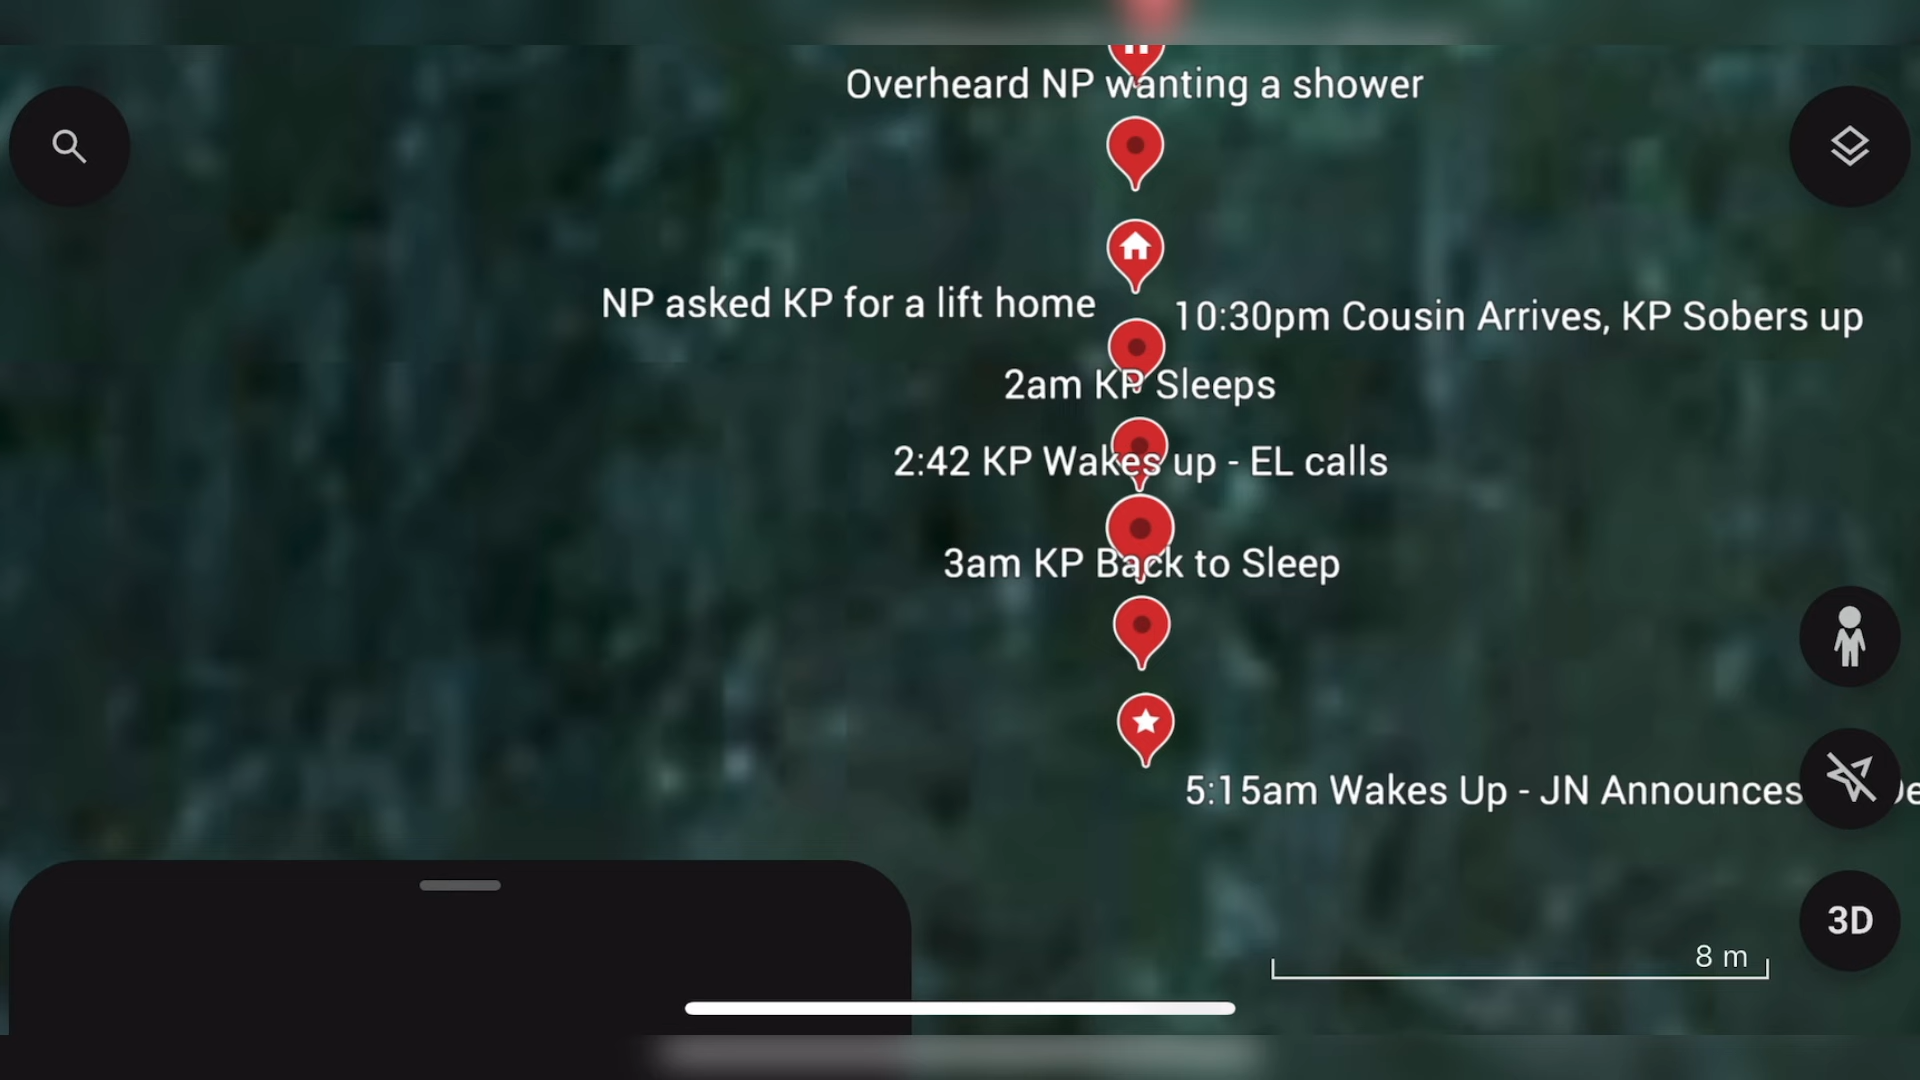 Overheard NP wanting a shower
NP asked KP for a lift home
10:30pm Cousin Arrives, KP Sobers up
2am KP Sleeps
2:42 KP Wakes up - EL calls
3am KP Back to Sleep
5:15am Wakes Up - JN Announces
8 m
3D